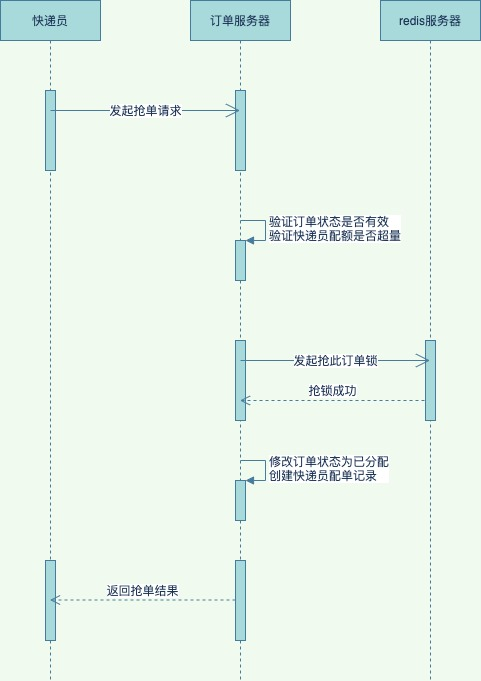 快递员
订单服务器
redis服务器
发起抢单请求
验证订单状态是否有效
验证快递员配额是否超量
发起抢此订单锁
抢锁成功
修改订单状态为已分配
创建快递员配单记录
返回抢单结果